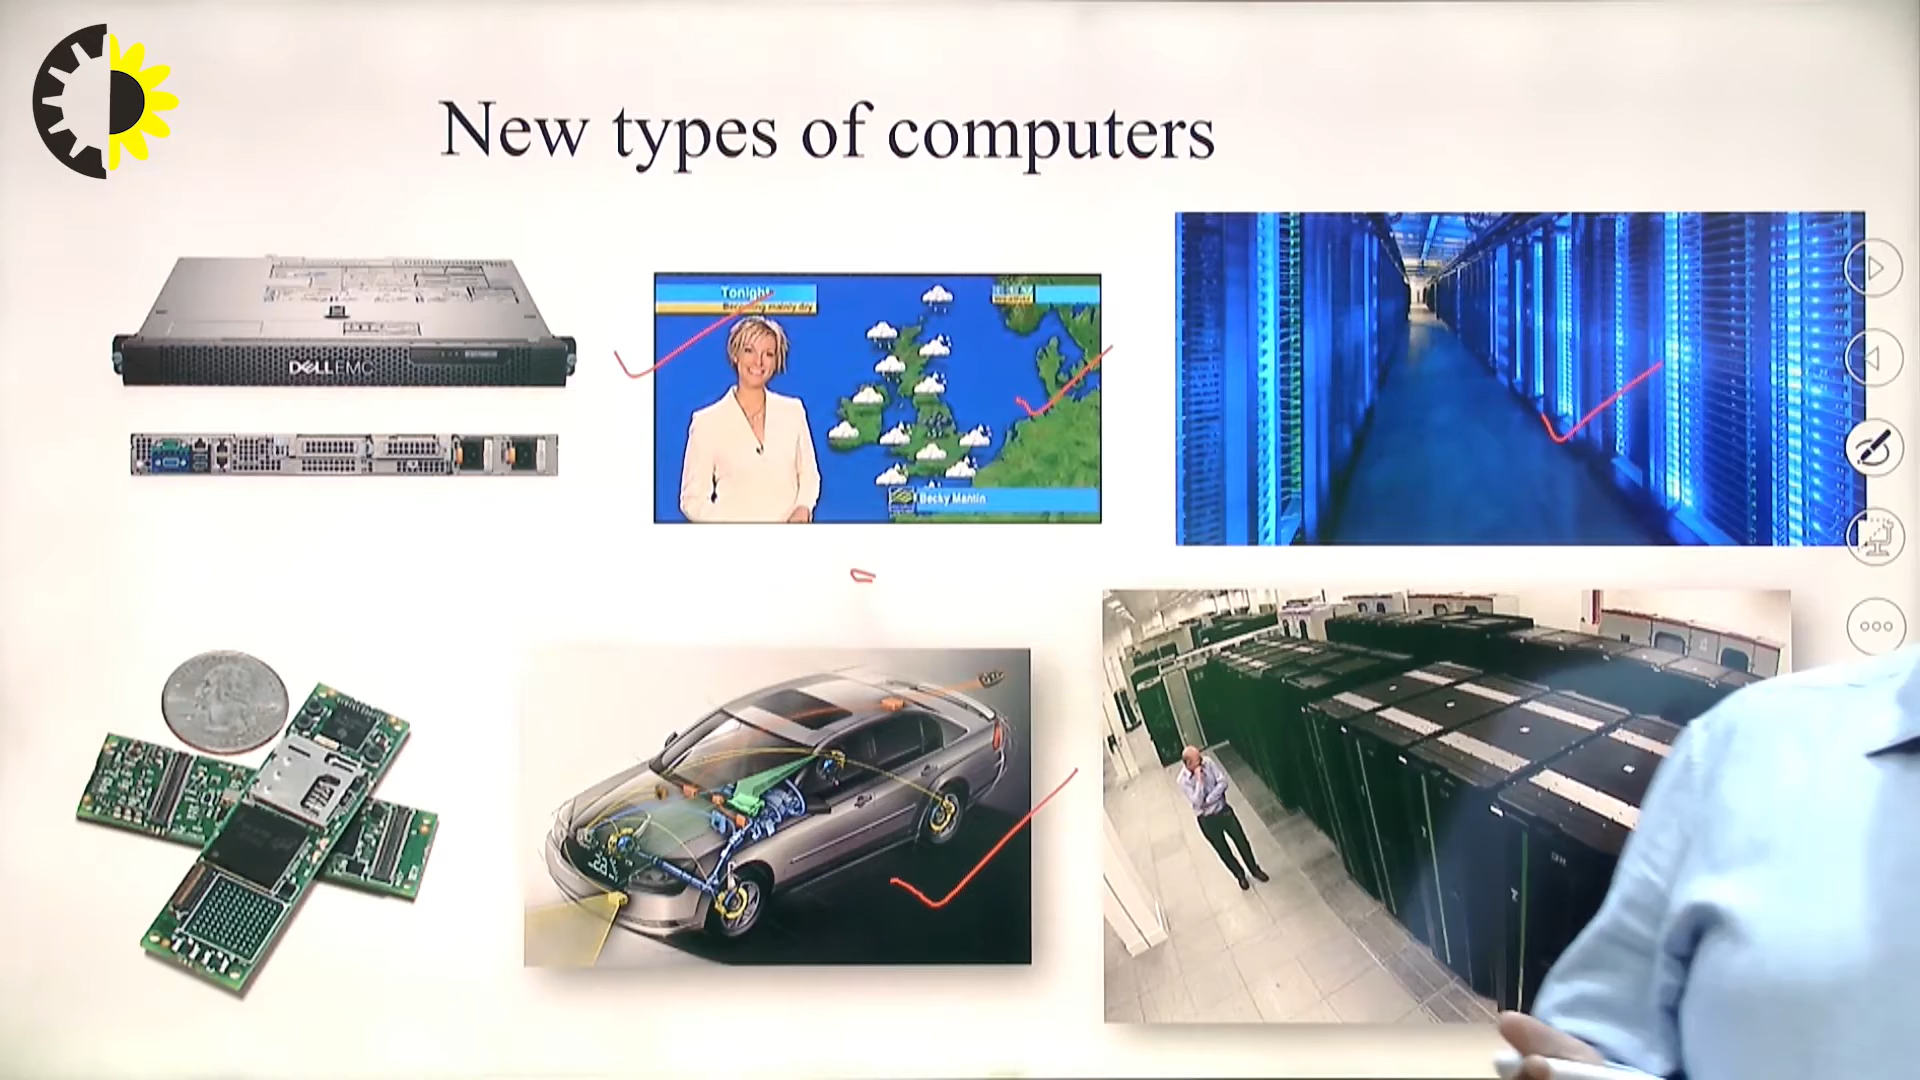 New types of computers
DELL EMC
Tonight
Becoming mainly dry
Becky Mantin